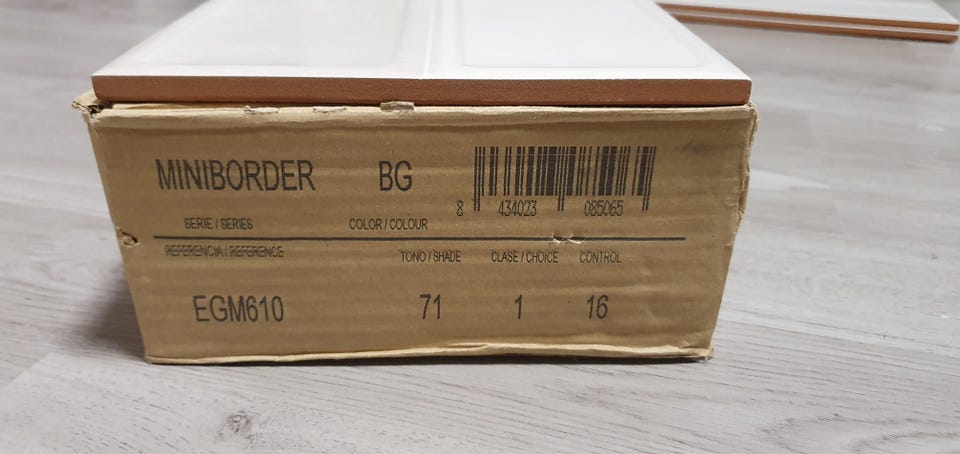 MINIBORDER BG
8 434023 085065
SERIE / SERIES COLOR / COLOUR
REFERENCIA / REFERENCE TONO / SHADE CLASE / CHOICE CONTROL
EGM610 71 1 16